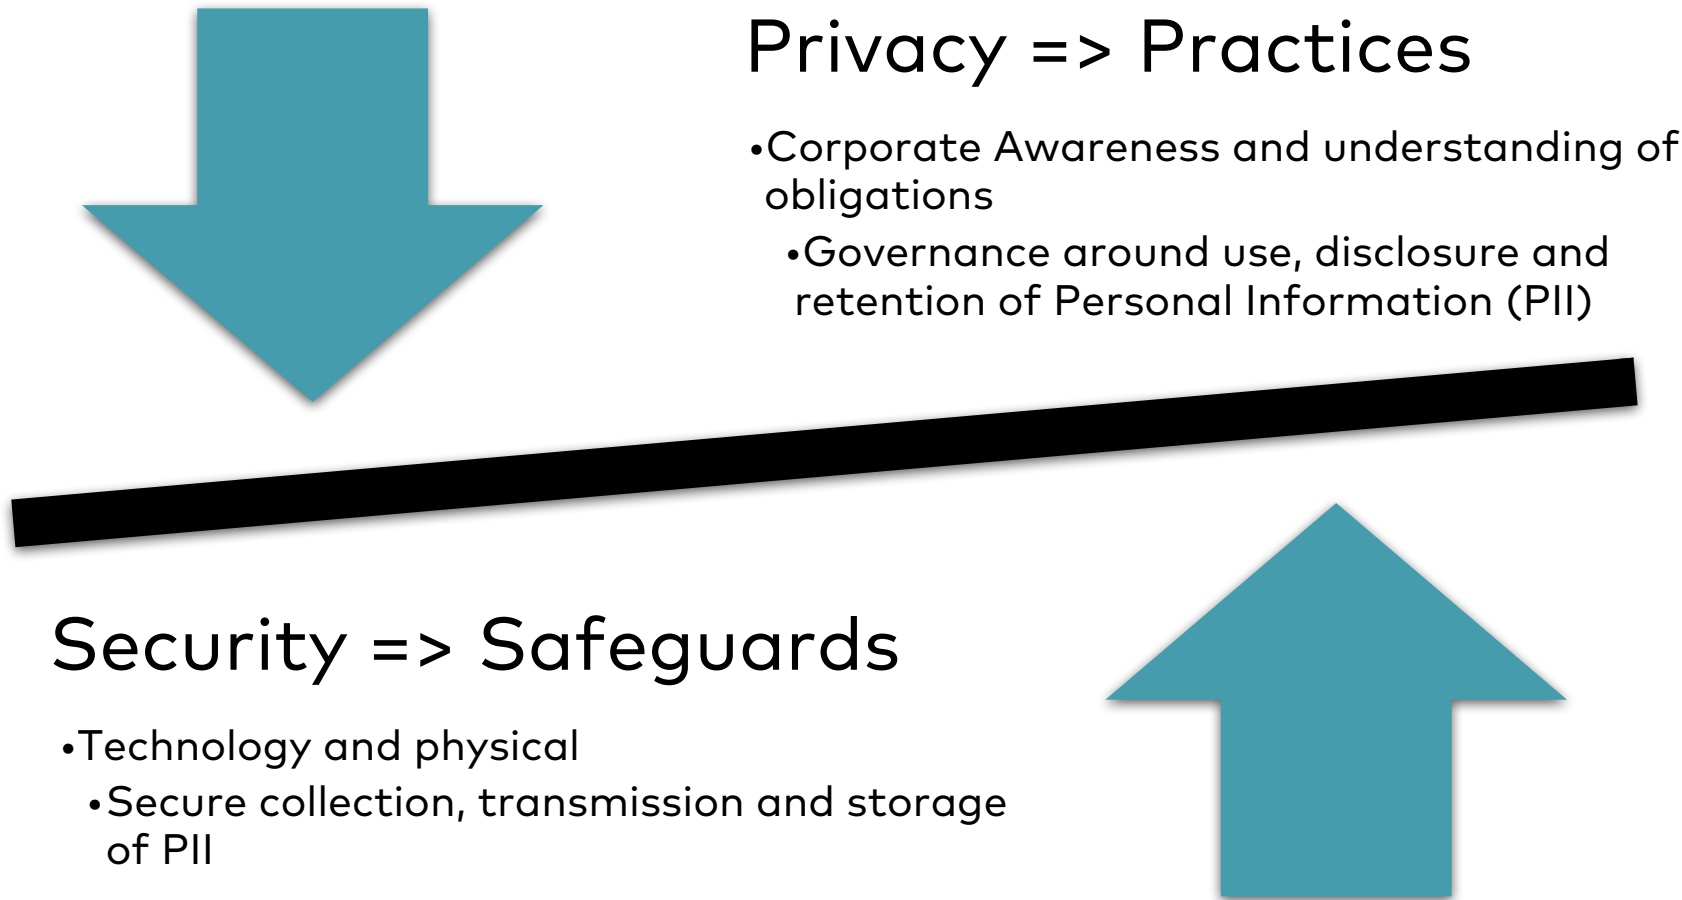 Privacy => Practices
•Corporate Awareness and understanding of
obligations
•Governance around use, disclosure and
retention of Personal Information (PII)
Security => Safeguards
•Technology and physical
•Secure collection, transmission and storage
of PII